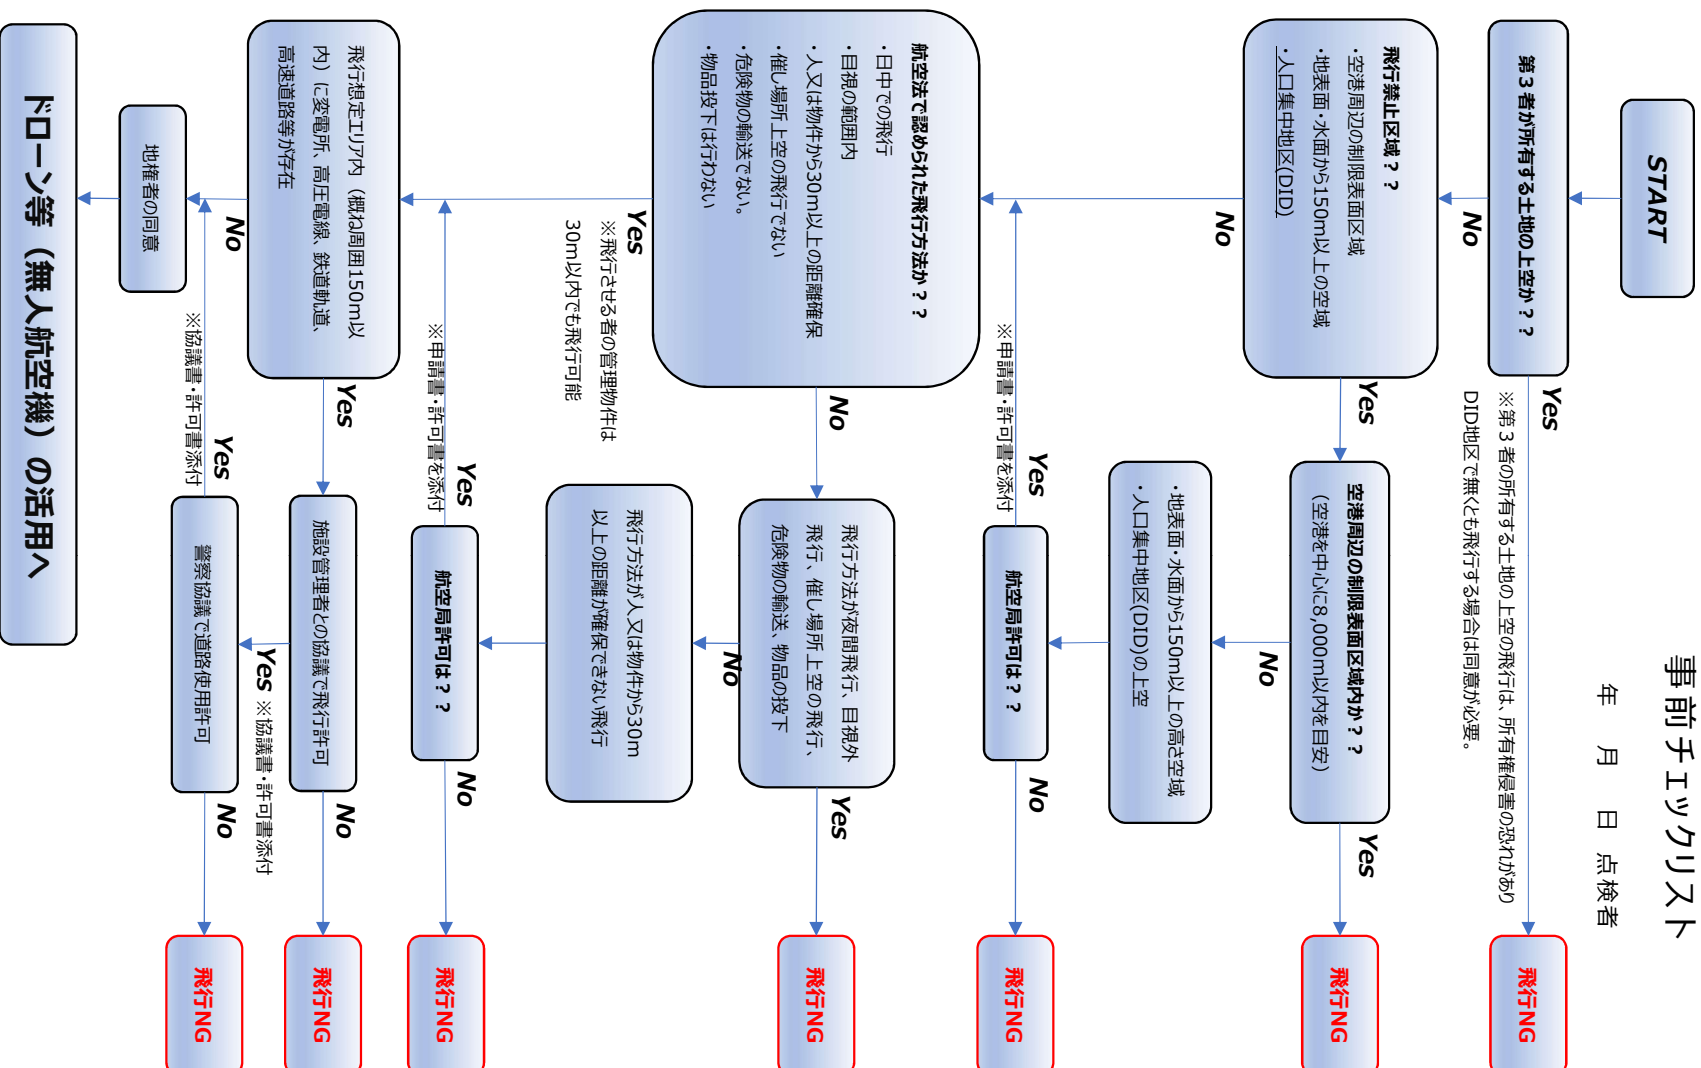 事前チェックリスト
年 月 日 点検者
START
第3者が所有する土地の上空か??
Yes
※第3者の所有する土地の上空の飛行は、所有権侵害の恐れがあり
DID地区で無くとも飛行する場合は同意が必要。
飛行NG
No
飛行禁止区域??
・空港周辺の制限表面区域
・地表面・水面から150m以上の空域
・人口集中地区(DID)
Yes
空港周辺の制限表面区域内か??
(空港を中心に8,000m以内を目安)
Yes
飛行NG
No
・地表面・水面から150m以上の高さ空域
・人口集中地区(DID)の上空
No
航空局許可は??
Yes
※申請書・許可書を添付
No
飛行NG
航空法で認められた飛行方法か??
・日中での飛行
・目視の範囲内
・人又は物件から30m以上の距離確保
・催し場所上空の飛行でない
・危険物の輸送でない。
・物品投下は行わない
No
飛行方法が夜間飛行、目視外
飛行、催し場所上空の飛行、
危険物の輸送、物品の投下
Yes
飛行NG
No
飛行方法が人又は物件から30m
以上の距離が確保できない飛行
Yes
※飛行させる者の管理物件は
30m以内でも飛行可能
航空局許可は??
Yes
※申請書・許可書を添付
No
飛行NG
飛行想定エリア内(概ね周囲150m以
内)に変電所、高圧電線、鉄道軌道、
高速道路等が存在
Yes
施設管理者との協議で飛行許可
No
飛行NG
Yes ※協議書・許可書添付
警察協議で道路使用許可
Yes
※協議書・許可書添付
No
飛行NG
No
地権者の同意
ドローン等(無人航空機)の活用へ